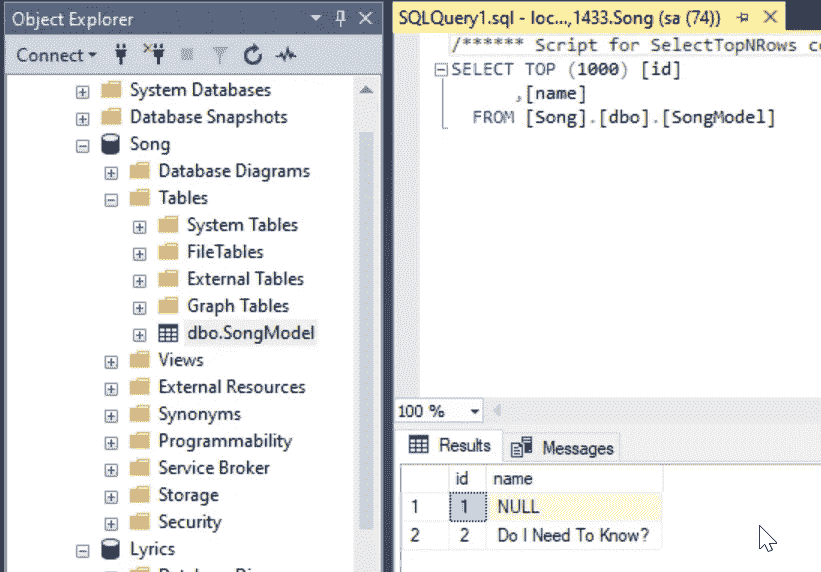 Object Explorer
Connect
System Databases
Database Snapshots
Song
Database Diagrams
Tables
System Tables
FileTables
External Tables
Graph Tables
dbo.SongModel
Views
External Resources
Synonyms
Programmability
Service Broker
Storage
Security
Lyrics
SQLQuery1.sql - loc...,1433.Song (sa (74))
/****** Script for SelectTopNRows
SELECT TOP (1000) [id]
,[name]
FROM [Song].[dbo].[SongModel]
100 %
Results Messages
id name
1 1 NULL
2 2 Do I Need To Know?